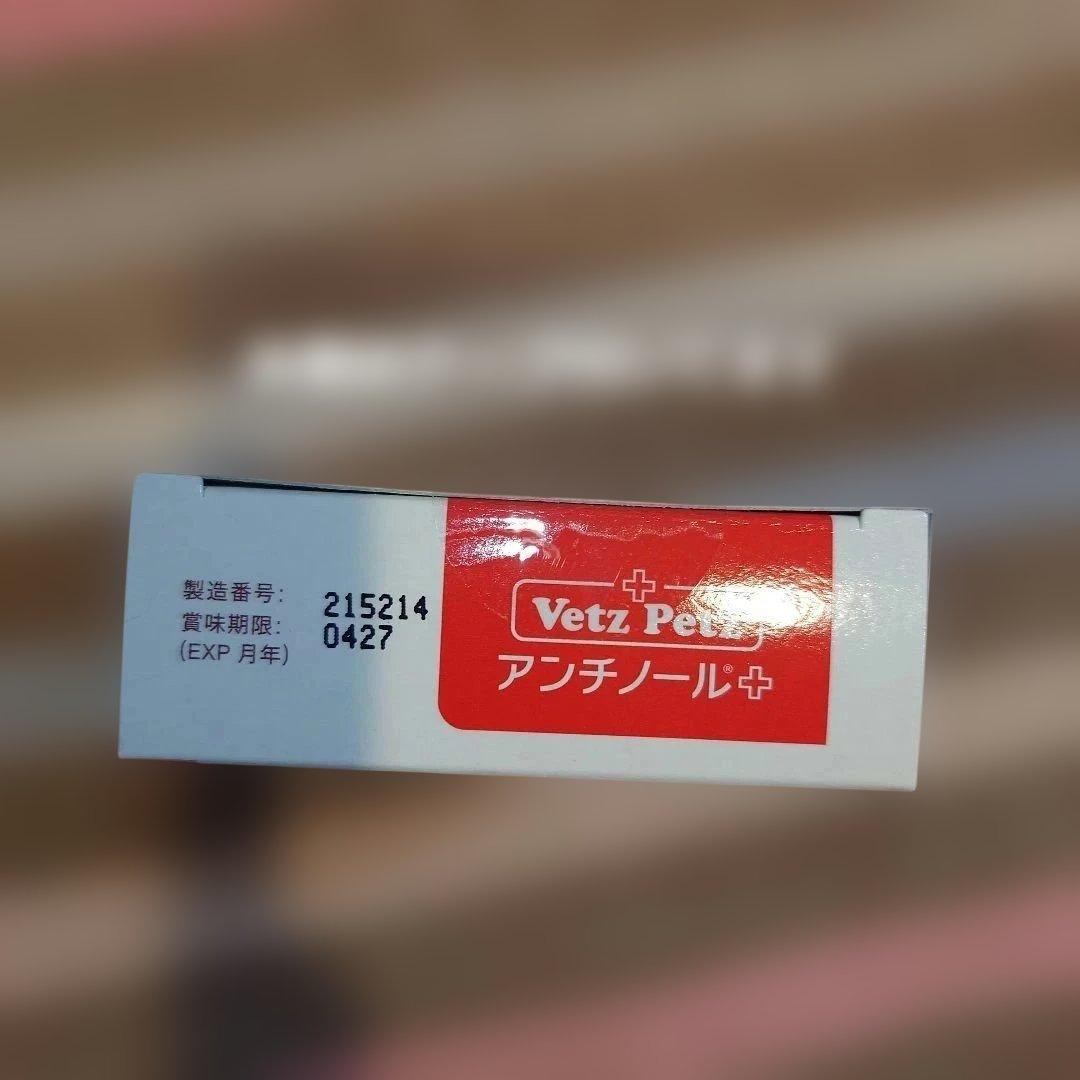 製造番号: 215214
賞味期限: 0427
(EXP 月年)
Vetz Petz
アンチノール®+